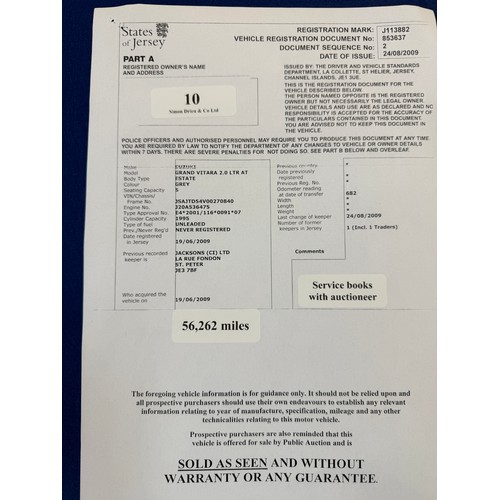 States
of Jersey
REGISTRATION MARK: J113882
VEHICLE REGISTRATION DOCUMENT No: 853637
DOCUMENT SEQUENCE No: 2
DATE OF ISSUE: 24/08/2009
PART A
REGISTERED OWNER'S NAME
AND ADDRESS
10
Simon Drieu & Co Ltd
ISSUED BY: THE DRIVER AND VEHICLE STANDARDS
DEPARTMENT, LA COLLETTE, ST HELIER, JERSEY,
CHANNEL ISLANDS, JE1 3UE.
THIS IS THE REGISTRATION DOCUMENT FOR THE
VEHICLE DESCRIBED BELOW.
THE PERSON NAMED OPPOSITE IS THE REGISTERED
OWNER BUT NOT NECESSARILY THE LEGAL OWNER
VEHICLE DETAILS AND USE ARE AS DECLARED AND NO
RESPONSIBILITY IS ACCEPTED FOR THE ACCURACY OF
THE PARTICULARS CONTAINED IN THIS DOCUMENT.
YOU ARE ADVISED NOT TO KEEP THIS DOCUMENT IN
THE VEHICLE.
POLICE OFFICERS AND AUTHORISED PERSONNEL MAY REQUIRE YOU TO PRODUCE THIS DOCUMENT AT ANY TIME.
YOU ARE REQUIRED BY LAW TO NOTIFY THE DEPARTMENT OF ANY CHANGES TO VEHICLE OR OWNER DETAILS
WITHIN 7 DAYS. THERE ARE SEVERE PENALTIES FOR NOT DOING SO. SEE PART B BELOW AND OVERLEAF.
Make SUZUKI
Model GRAND VITARA 2.0 LTR AT
Body Type ESTATE
Colour GREY
Seating Capacity 5
VIN/Chassis/
Frame No. JSAJTD54V00270840
Engine No. J20A536475
Type Approval No. E4*2001/116*0091*07
Cylinder Capacity 1995
Type of fuel UNLEADED
Prev./Never Reg'd NEVER REGISTERED
Date registered
in Jersey 19/06/2009
Previous recorded JACKSONS (CI) LTD
keeper is LA RUE FONDON
ST. PETER
JE3 7BF
Who acquired the
vehicle on 19/06/2009
Previous country *
Date previously
registered *
Previous Reg. No. *
Odometer reading
at date of transfer 682
Width *
Length *
Weight *
Last change of keeper 24/08/2009
Number of former
keepers in Jersey 1 (Incl. 1 Traders)
Comments
Service books
with auctioneer
56,262 miles
The foregoing vehicle information is for guidance only. It should not be relied upon and
all prospective purchasers should use their own endeavours to establish any relevant
information relating to year of manufacture, specification, mileage and any other
technicalities relating to this motor vehicle.
Prospective purchasers are also reminded that this
vehicle is offered for sale by Public Auction and is
SOLD AS SEEN AND WITHOUT
WARRANTY OR ANY GUARANTEE.